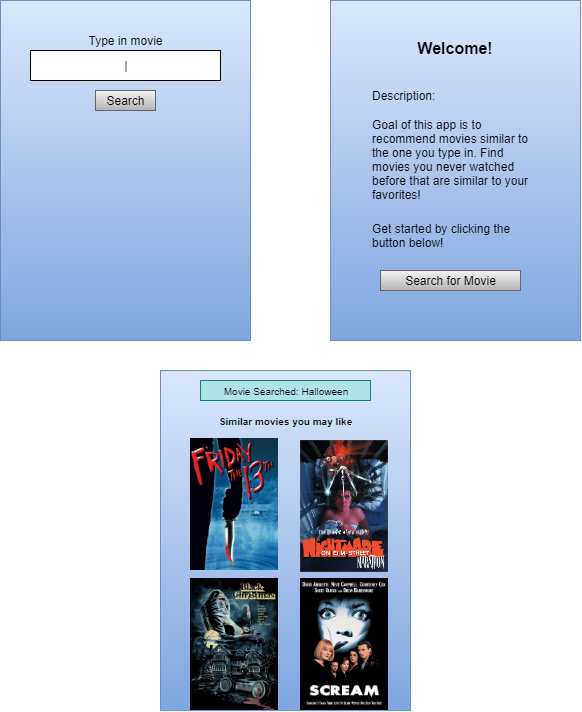 Type in movie
Search
Welcome!
Description:
Goal of this app is to
recommend movies similar to
the one you type in. Find
movies you never watched
before that are similar to your
favorites!
Get started by clicking the
button below!
Search for Movie
Movie Searched: Halloween
Similar movies you may like
FRIDAY
THE 13TH
NIGHTMARE
ON ELM STREET
MARATON
Black
Christmas
DAVID ARQUETTE NEVE CAMPBELL COURTENEY COX
SKEET ULRICH AND DREW BARRYMORE
SCREAM